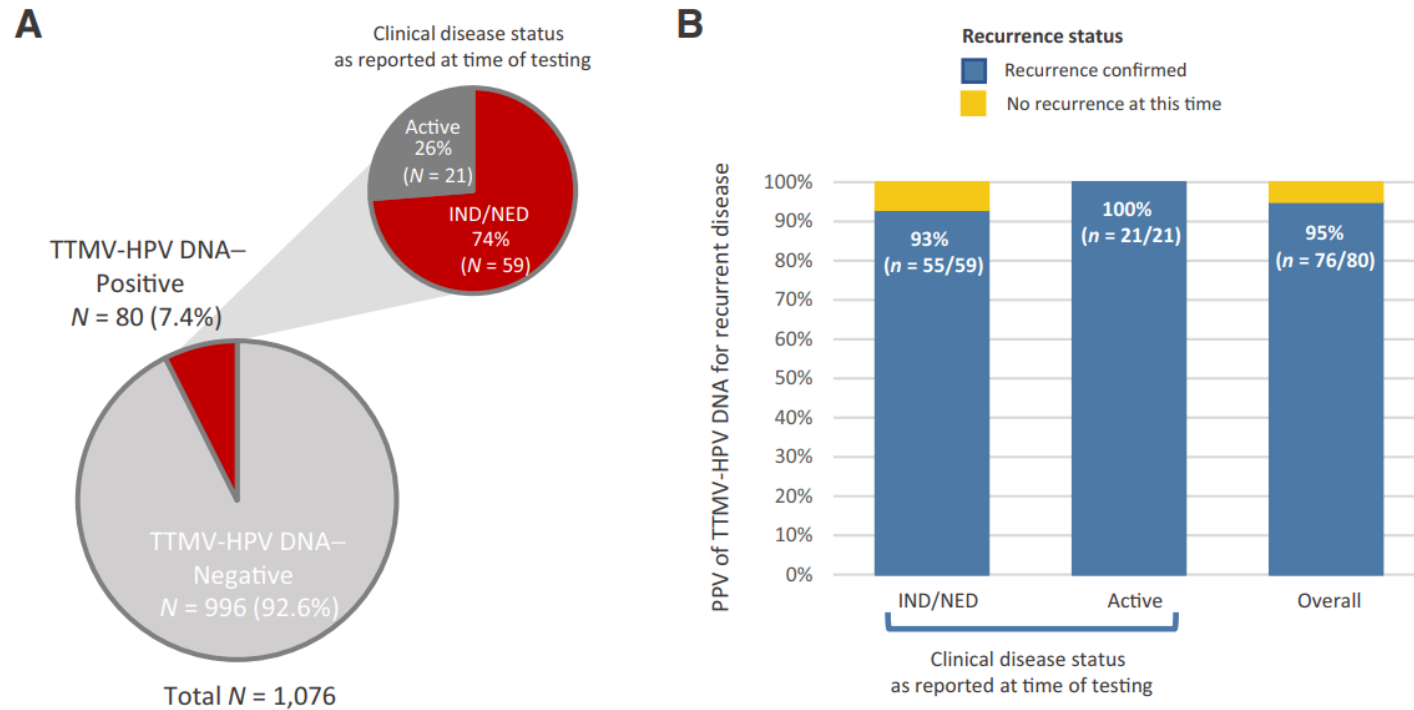 A
Clinical disease status
as reported at time of testing
Active
26%
(N = 21)
IND/NED
74%
(N = 59)
TTMV-HPV DNA–
Positive
N = 80 (7.4%)
TTMV-HPV DNA–
Negative
N = 996 (92.6%)
Total N = 1,076
B
Recurrence status
Recurrence confirmed
No recurrence at this time
PPV of TTMV-HPV DNA for recurrent disease
100%
90%
80%
70%
60%
50%
40%
30%
20%
10%
0%
93%
(n = 55/59)
100%
(n = 21/21)
95%
(n = 76/80)
IND/NED
Active
Overall
Clinical disease status
as reported at time of testing